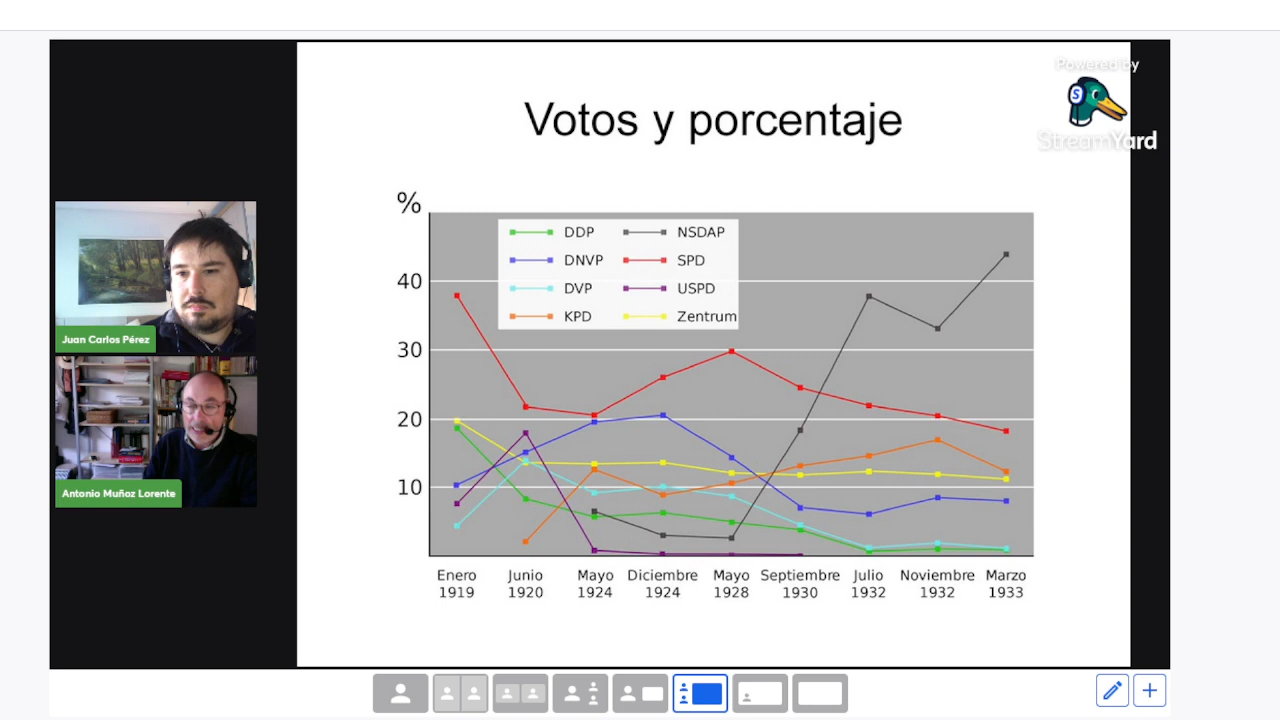 Powered by
StreamYard
Votos y porcentaje
%
DDP
NSDAP
DNVP
SPD
DVP
USPD
KPD
Zentrum
40
30
20
10
Enero 1919
Junio 1920
Mayo 1924
Diciembre 1924
Mayo 1928
Septiembre 1930
Julio 1932
Noviembre 1932
Marzo 1933
Juan Carlos Pérez
Antonio Muñoz Lorente